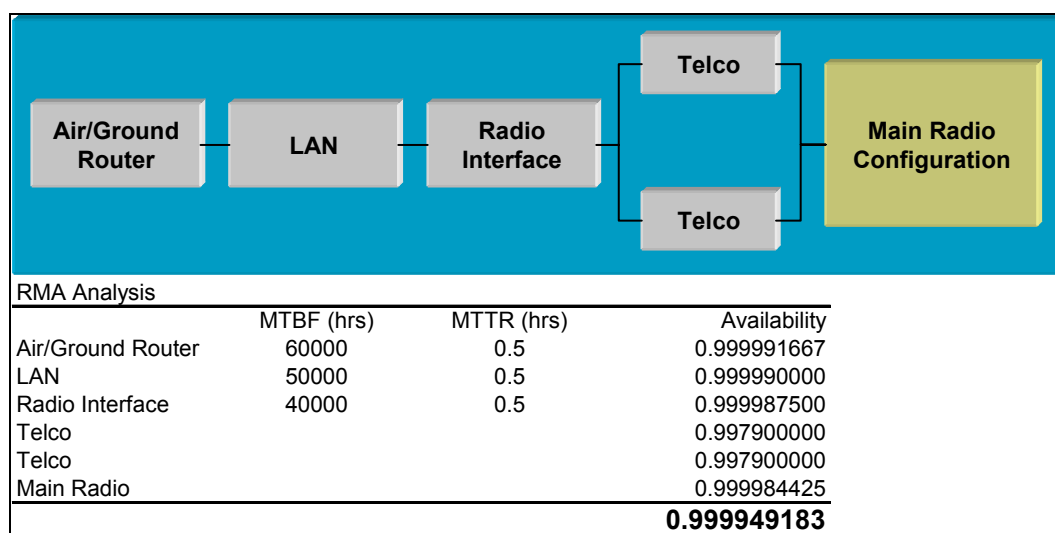 Air/Ground
Router
LAN
Radio
Interface
Telco
Telco
Main Radio
Configuration
RMA Analysis
MTBF (hrs) MTTR (hrs) Availability
Air/Ground Router 60000 0.5 0.999991667
LAN 50000 0.5 0.999990000
Radio Interface 40000 0.5 0.999987500
Telco 0.997900000
Telco 0.997900000
Main Radio 0.999984425
0.999949183